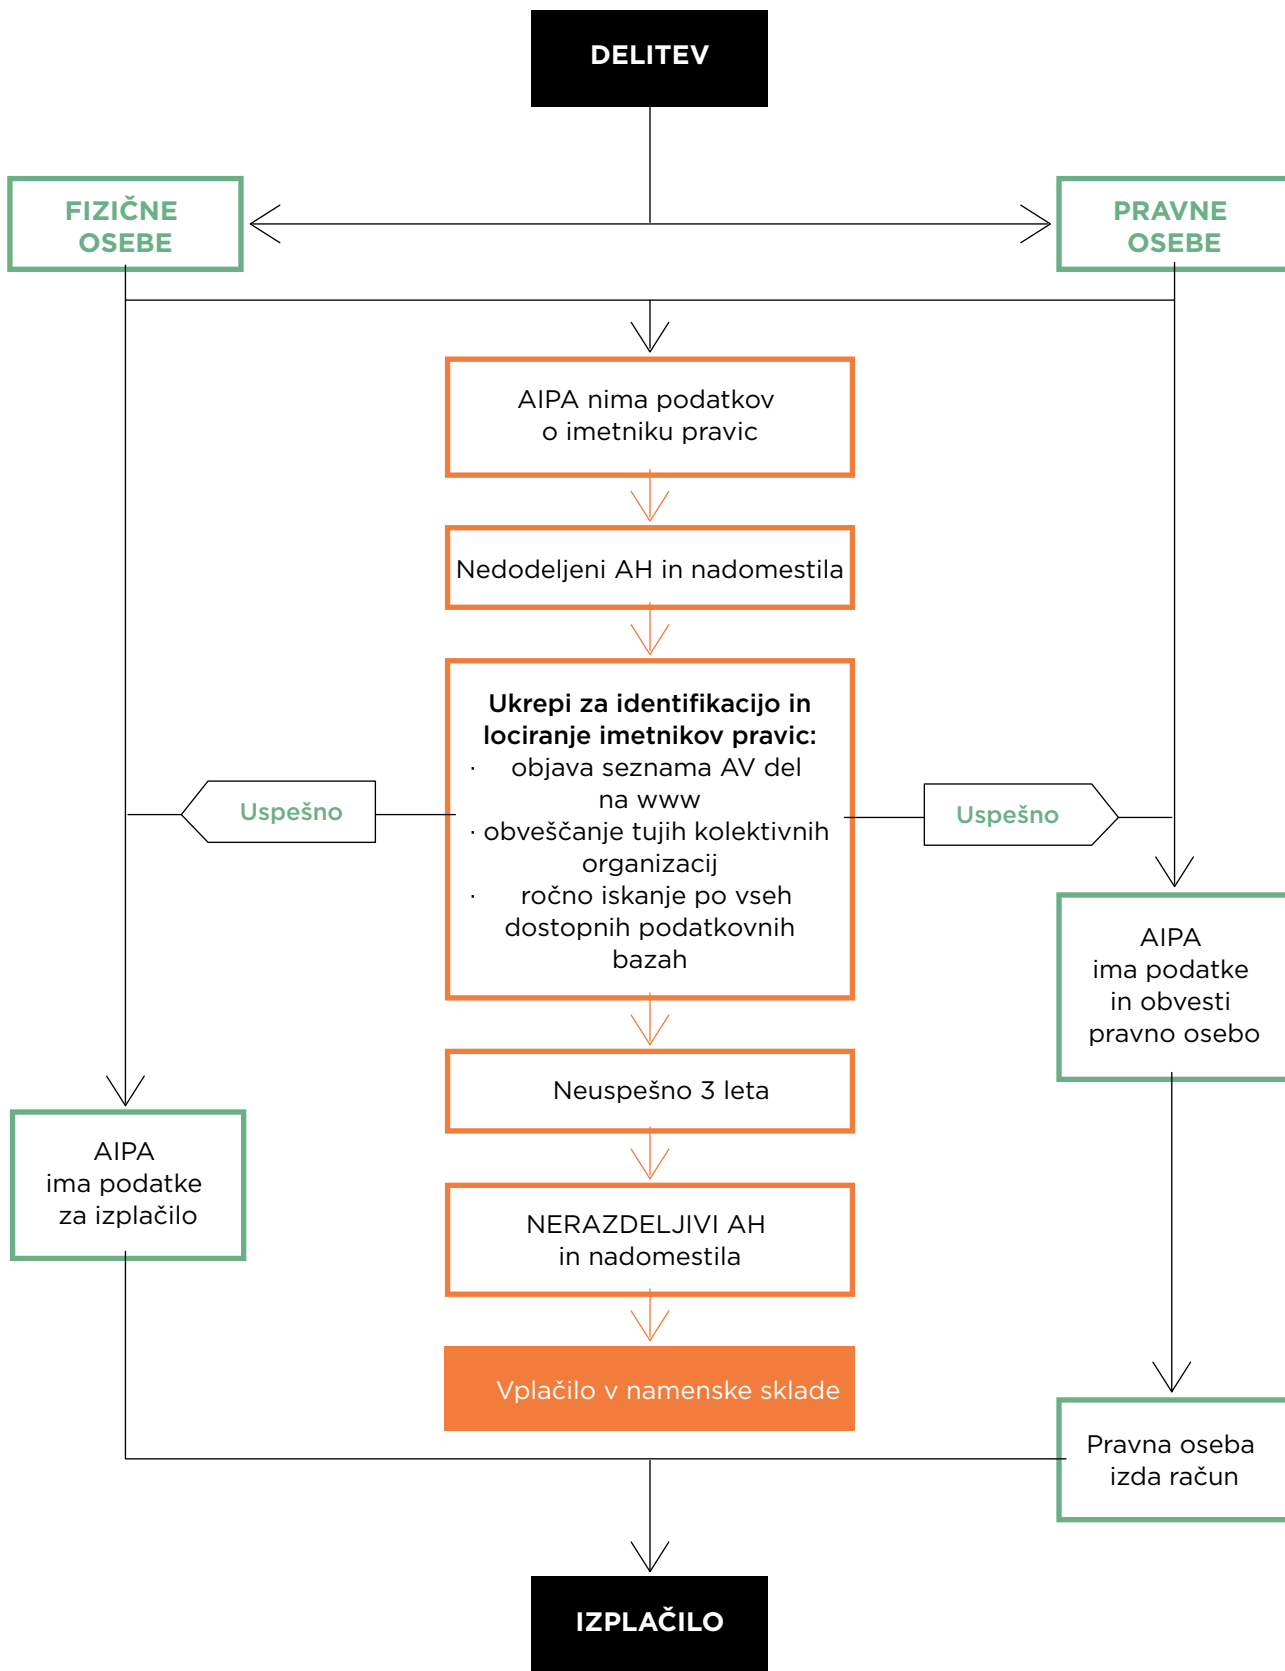 DELITEV
FIZIČNE
OSEBE
PRAVNE
OSEBE
AIPA nima podatkov
o imetniku pravic
Nedodeljeni AH in nadomestila
Ukrepi za identifikacijo in
lociranje imetnikov pravic:
· objava seznama AV del
na www
· obveščanje tujih kolektivnih
organizacij
· ročno iskanje po vseh
dostopnih podatkovnih
bazah
Uspešno
Uspešno
AIPA
ima podatke
in obvesti
pravno osebo
Neuspešno 3 leta
AIPA
ima podatke
za izplačilo
NERAZDELJIVI AH
in nadomestila
Vplačilo v namenske sklade
Pravna oseba
izda račun
IZPLAČILO